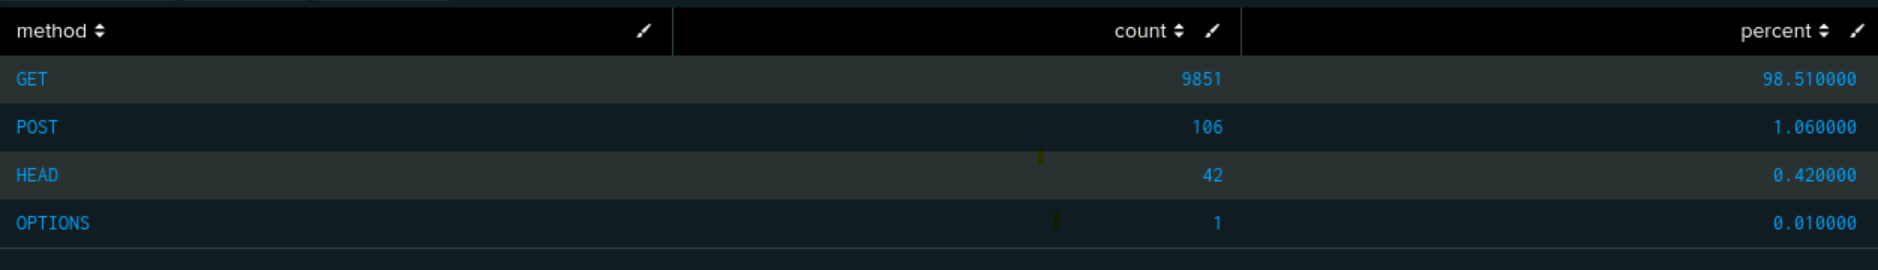 method count percent
GET 9851 98.510000
POST 106 1.060000
HEAD 42 0.420000
OPTIONS 1 0.010000